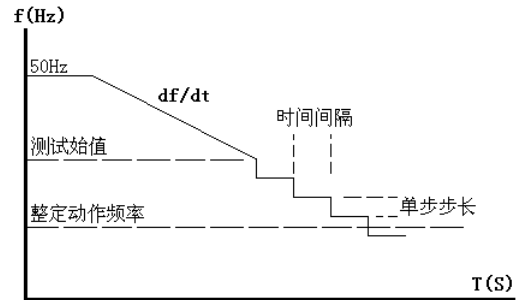 f(Hz)
50Hz
df/dt
时间间隔
测试始值
单步步长
整定动作频率
T(S)